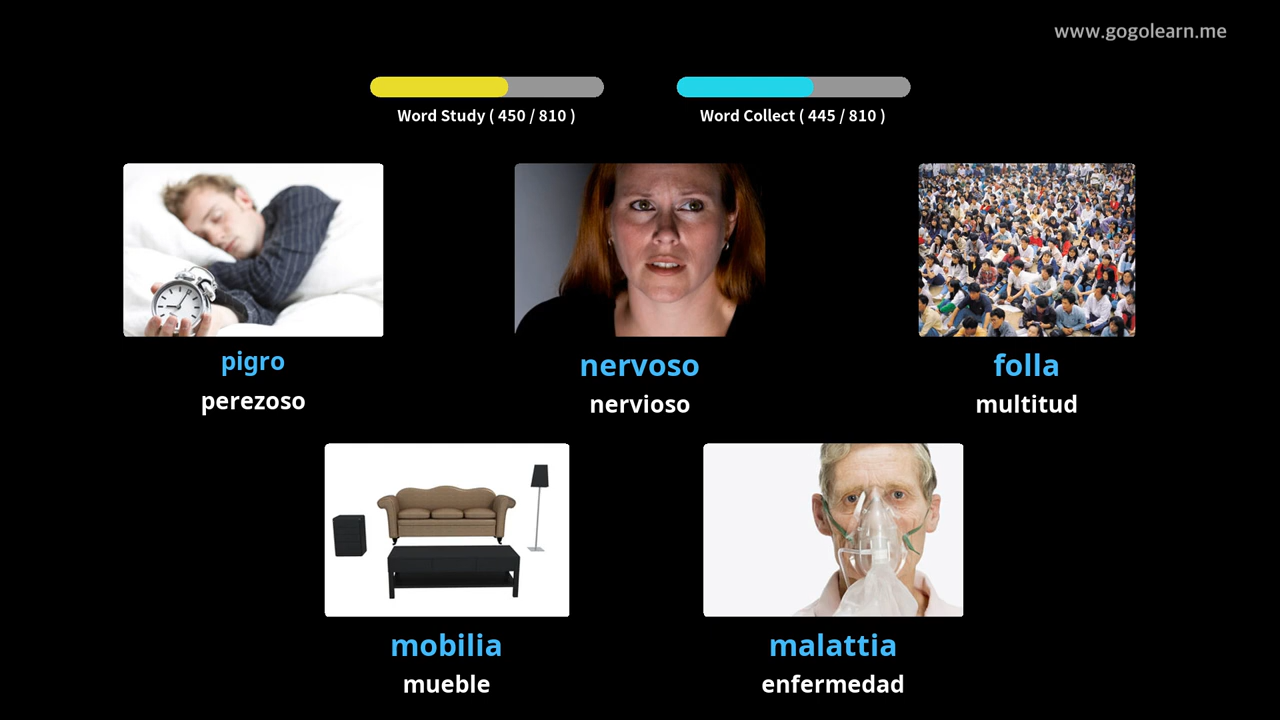 www.gogolearn.me
Word Study ( 450 / 810 )
Word Collect ( 445 / 810 )
pigro
perezoso
nervoso
nervioso
folla
multitud
mobilia
mueble
malattia
enfermedad